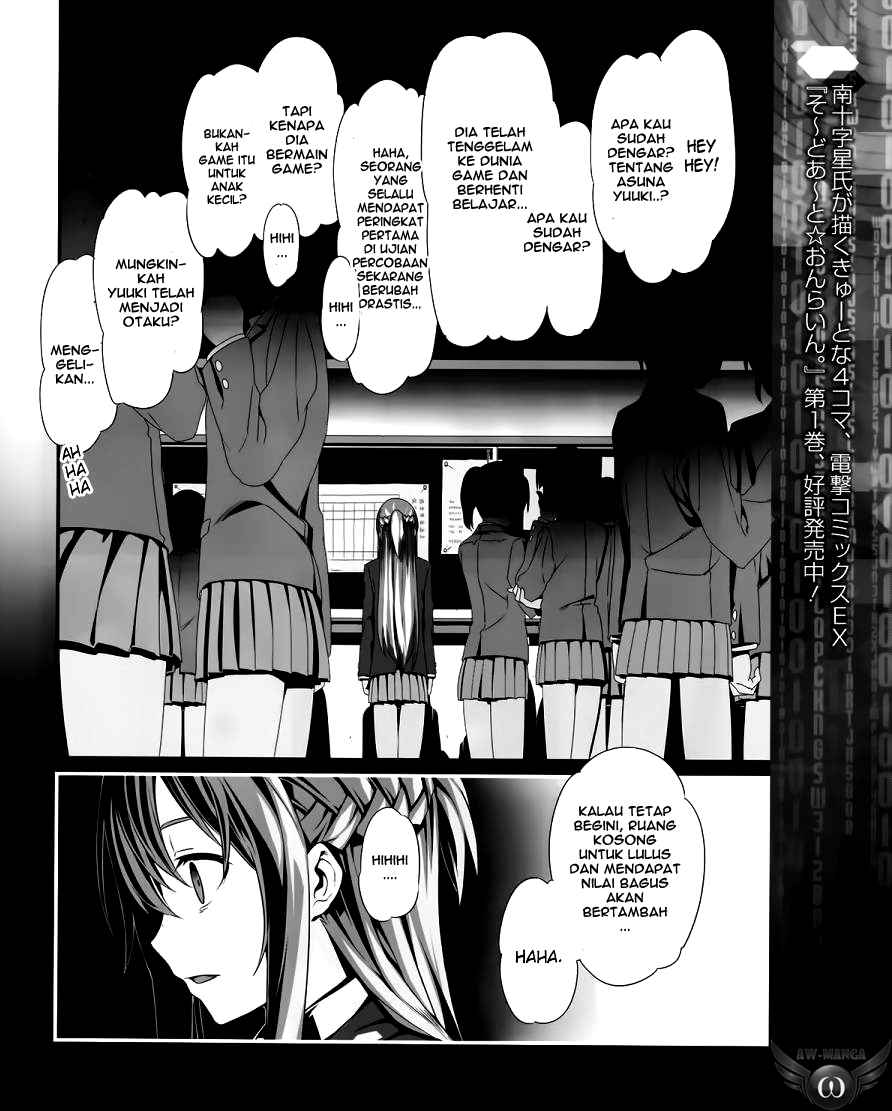 HEY
HEY!
APA KAU
SUDAH
DENGAR?
TENTANG
ASUNA
YUUKI..?
DIA TELAH
TENGGELAM
KE DUNIA
GAME DAN
BERHENTI
BELAJAR...
APA KAU
SUDAH
DENGAR?
HAHA,
SEORANG
YANG
SELALU
MENDAPAT
PERINGKAT
PERTAMA
DI UJIAN
PERCOBAAN
SEKARANG
BERUBAH
DRASTIS...
HIHI
...
TAPI
KENAPA
DIA
BERMAIN
GAME?
BUKAN-
KAH
GAME ITU
UNTUK
ANAK
KECIL?
HIHI
...
MUNGKIN-
KAH
YUUKI TELAH
MENJADI
OTAKU?
MENG-
GELI-
KAN...
AH
HA
HA
KALAU TETAP
BEGINI, RUANG
KOSONG
UNTUK LULUS
DAN MENDAPAT
NILAI BAGUS
AKAN
BERTAMBAH
...
HAHA.
HIHIHI
....
南十字星氏が描くきゅーとな4コマ、電撃コミックスEX
『そ〜どあ〜と☆おんらいん。』第1巻、好評発売中！
AW-MANGA
ω